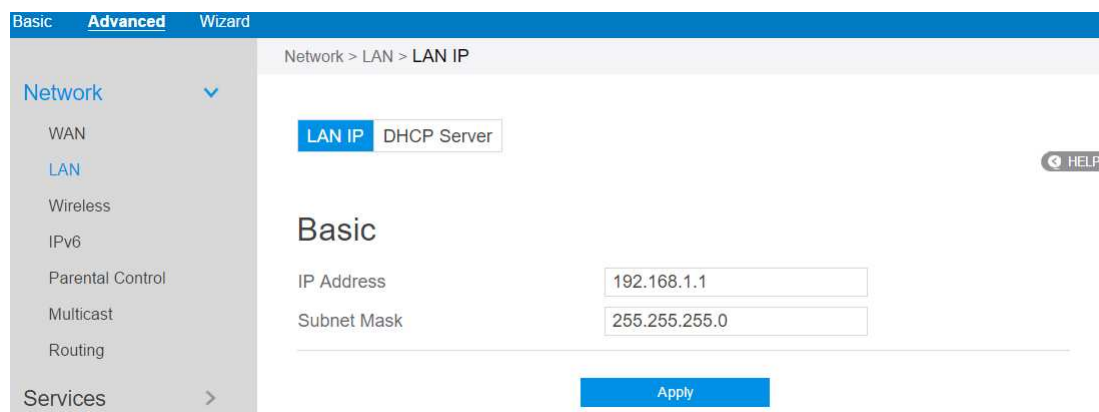 Basic Advanced Wizard
Network > LAN > LAN IP
Network
WAN
LAN
Wireless
IPv6
Parental Control
Multicast
Routing
Services
LAN IP DHCP Server
HELP
Basic
IP Address 192.168.1.1
Subnet Mask 255.255.255.0
Apply